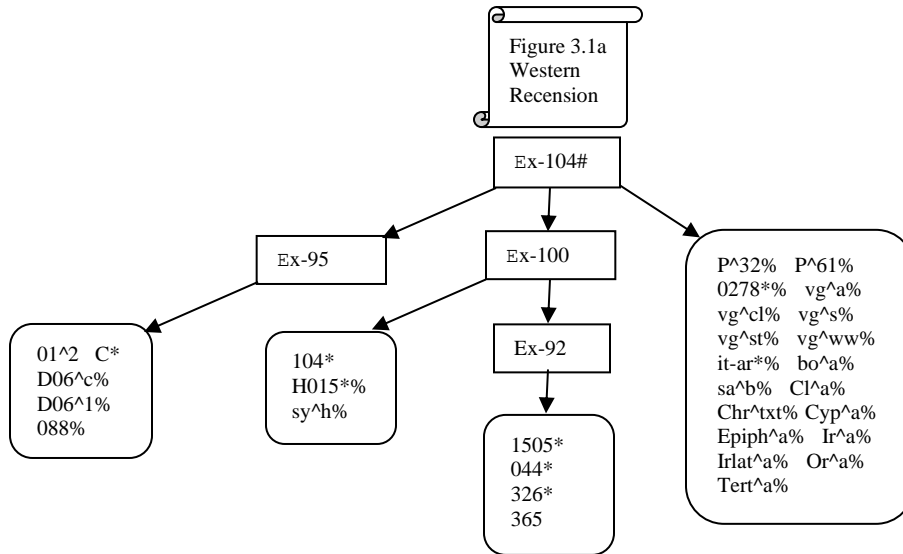 Figure 3.1a
Western
Recension
Ex-104#
Ex-95
Ex-100
P^32% P^61%
0278*% vg^a%
vg^cl% vg^s%
vg^st% vg^ww%
it-ar*% bo^a%
sa^b% Cl^a%
Chr^txt% Cyp^a%
Epiph^a% Ir^a%
Irlat^a% Or^a%
Tert^a%
01^2 C*
D06^c%
D06^1%
088%
104*
H015*%
sy^h%
Ex-92
1505*
044*
326*
365